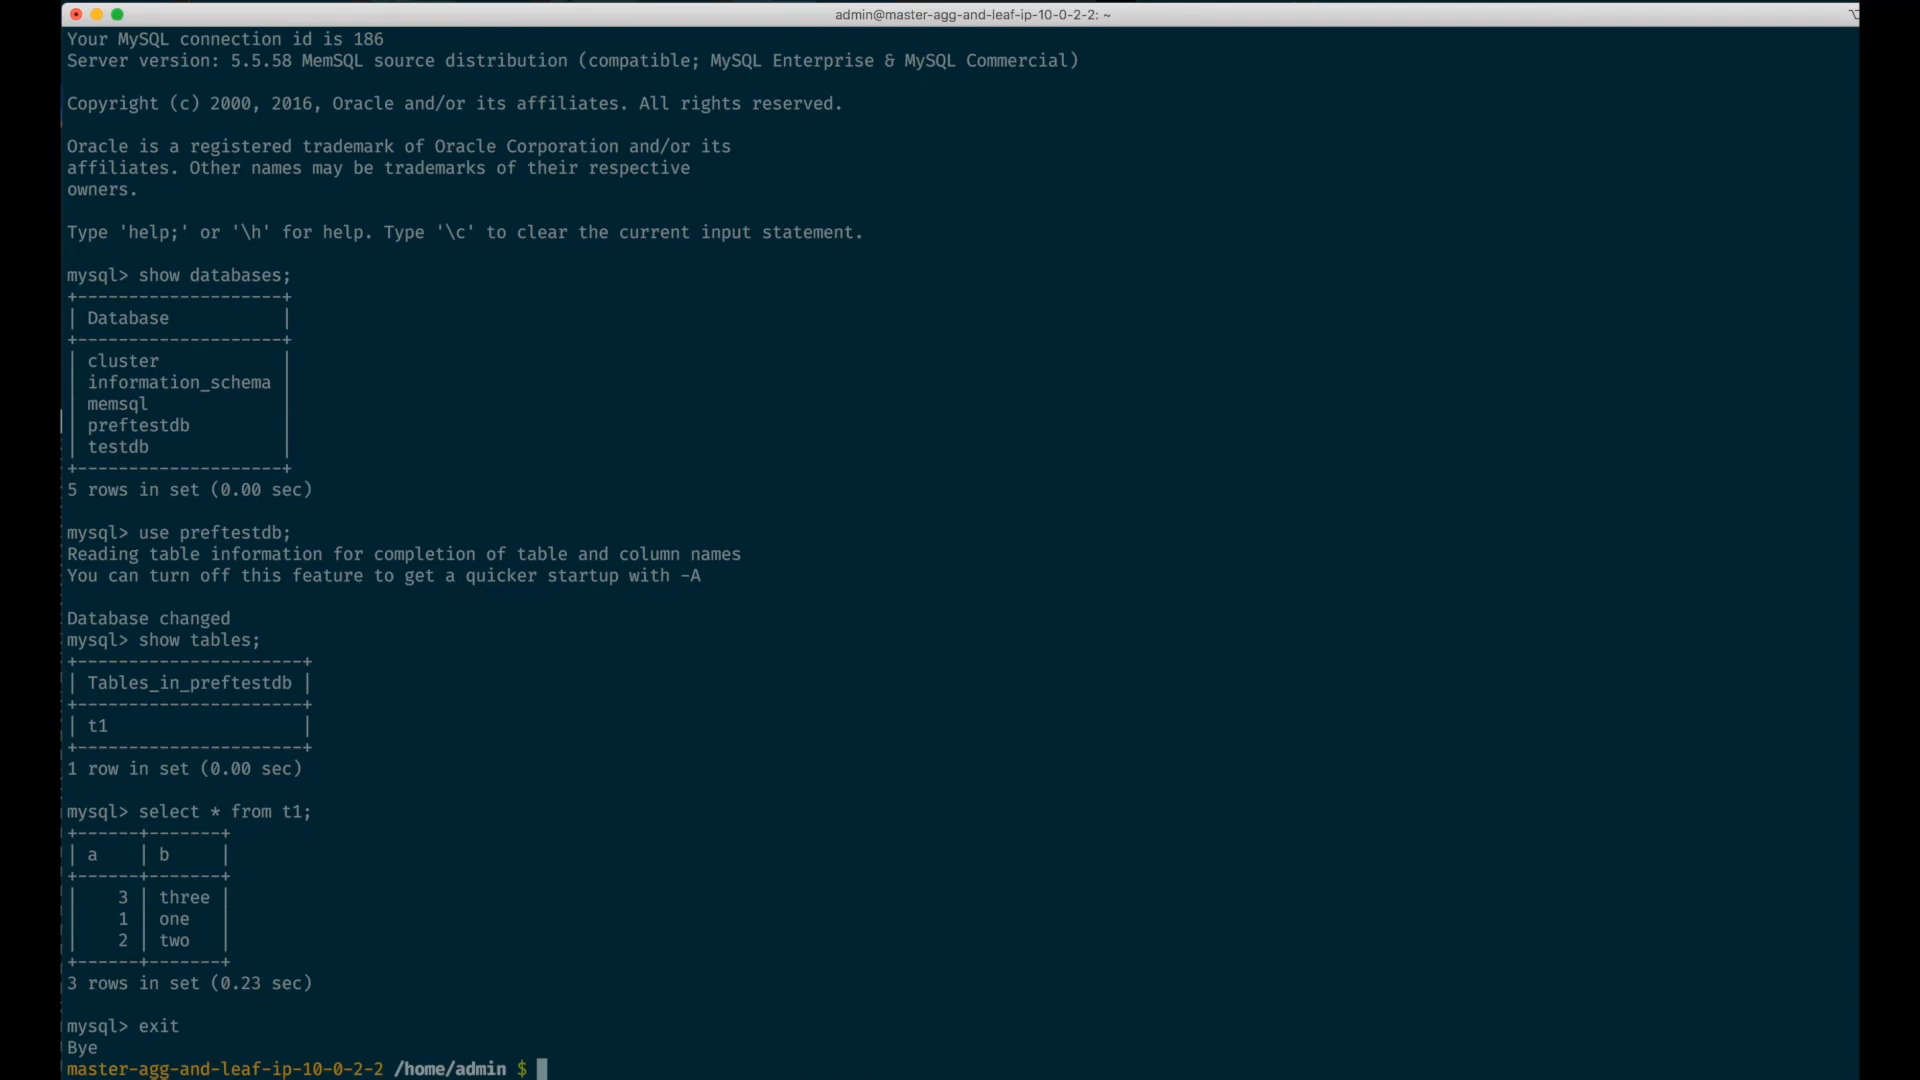 admin@master-agg-and-leaf-ip-10-0-2-2: ~
Your MySQL connection id is 186
Server version: 5.5.58 MemSQL source distribution (compatible; MySQL Enterprise & MySQL Commercial)
Copyright (c) 2000, 2016, Oracle and/or its affiliates. All rights reserved.
Oracle is a registered trademark of Oracle Corporation and/or its
affiliates. Other names may be trademarks of their respective
owners.
Type 'help;' or '\h' for help. Type '\c' to clear the current input statement.
mysql> show databases;
+--------------------+
| Database           |
+--------------------+
| cluster            |
| information_schema |
| memsql             |
| preftestdb         |
| testdb             |
+--------------------+
5 rows in set (0.00 sec)
mysql> use preftestdb;
Reading table information for completion of table and column names
You can turn off this feature to get a quicker startup with -A
Database changed
mysql> show tables;
+----------------------+
| Tables_in_preftestdb |
+----------------------+
| t1                   |
+----------------------+
1 row in set (0.00 sec)
mysql> select * from t1;
+------+-------+
| a    | b     |
+------+-------+
|    3 | three |
|    1 | one   |
|    2 | two   |
+------+-------+
3 rows in set (0.23 sec)
mysql> exit
Bye
master-agg-and-leaf-ip-10-0-2-2 /home/admin $